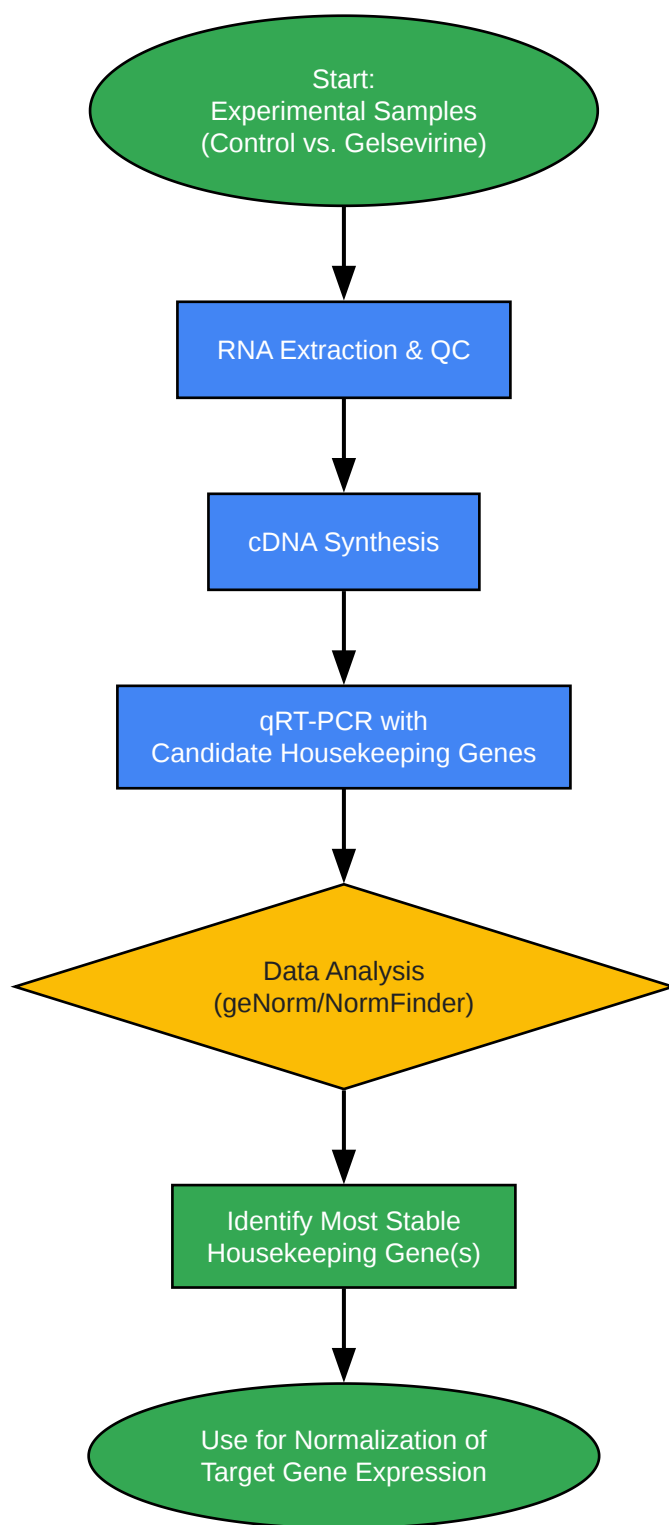 Start:
Experimental Samples
(Control vs. Gelsevirine)
RNA Extraction & QC
cDNA Synthesis
qRT-PCR with
Candidate Housekeeping Genes
Data Analysis
(geNorm/NormFinder)
Identify Most Stable
Housekeeping Gene(s)
Use for Normalization of
Target Gene Expression